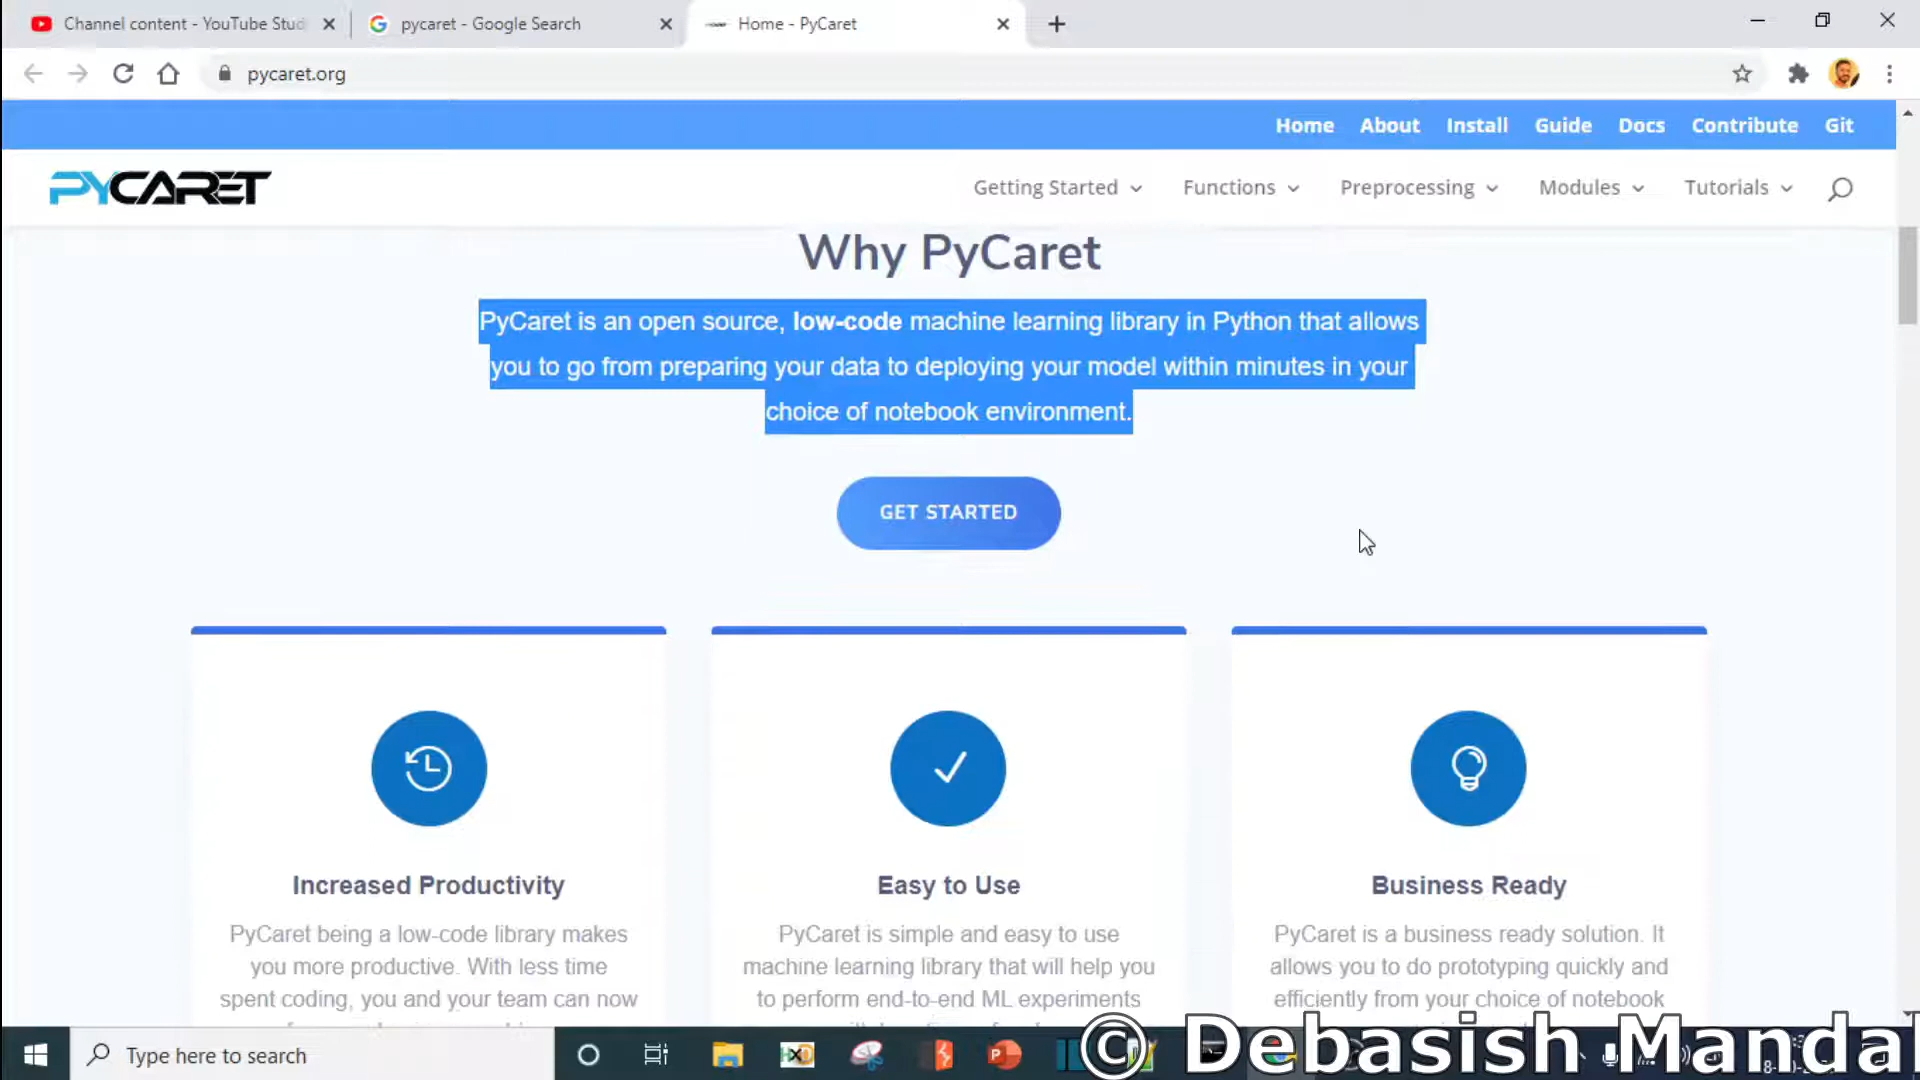 Channel content - YouTube Stud
pycaret - Google Search
Home - PyCaret
pycaret.org
Home About Install Guide Docs Contribute Git
PYCARET
Getting Started Functions Preprocessing Modules Tutorials
Why PyCaret
PyCaret is an open source, low-code machine learning library in Python that allows
you to go from preparing your data to deploying your model within minutes in your
choice of notebook environment.
GET STARTED
Increased Productivity
PyCaret being a low-code library makes
you more productive. With less time
spent coding, you and your team can now
Easy to Use
PyCaret is simple and easy to use
machine learning library that will help you
to perform end-to-end ML experiments
Business Ready
PyCaret is a business ready solution. It
allows you to do prototyping quickly and
efficiently from your choice of notebook
Type here to search
© Debasish Mandal